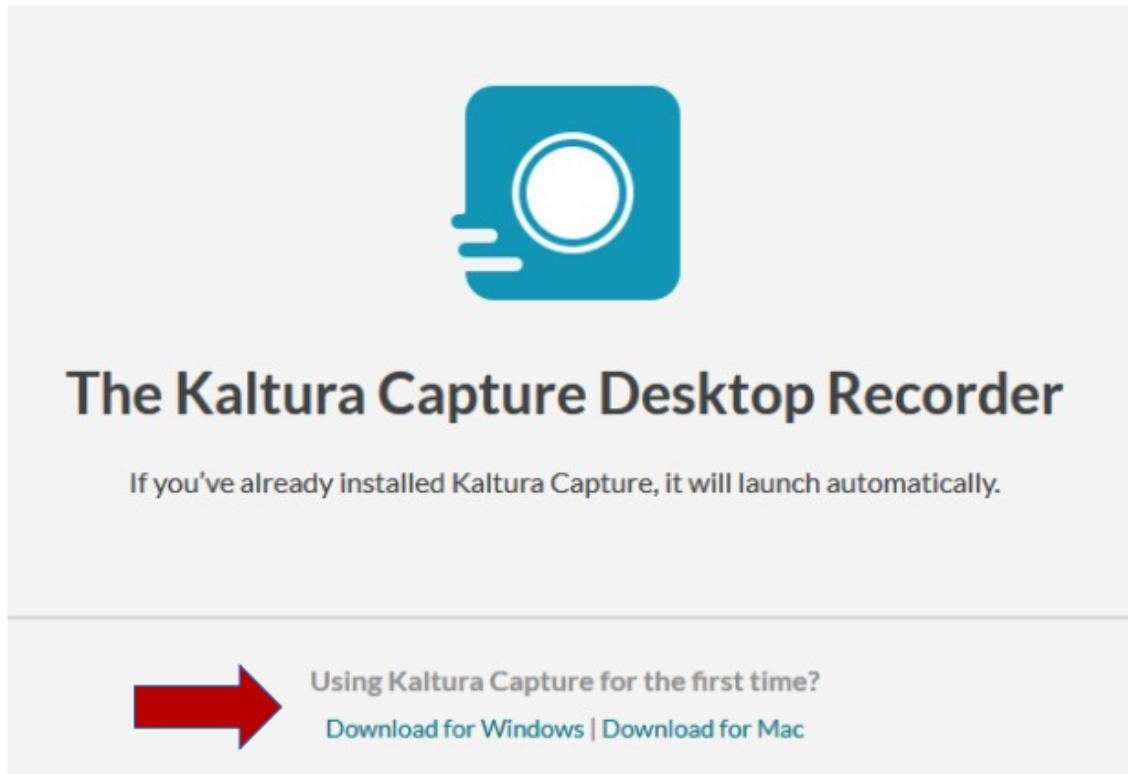 The Kaltura Capture Desktop Recorder
If you've already installed Kaltura Capture, it will launch automatically.
Using Kaltura Capture for the first time?
Download for Windows | Download for Mac